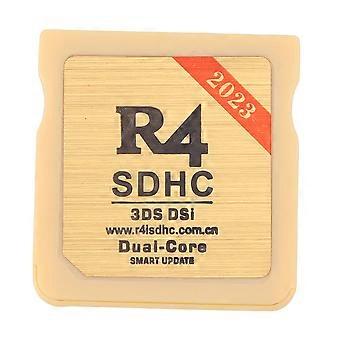 2023
R4
SDHC
3DS DSi
www.r4isdhc.com.cn
Dual-Core
SMART UPDATE